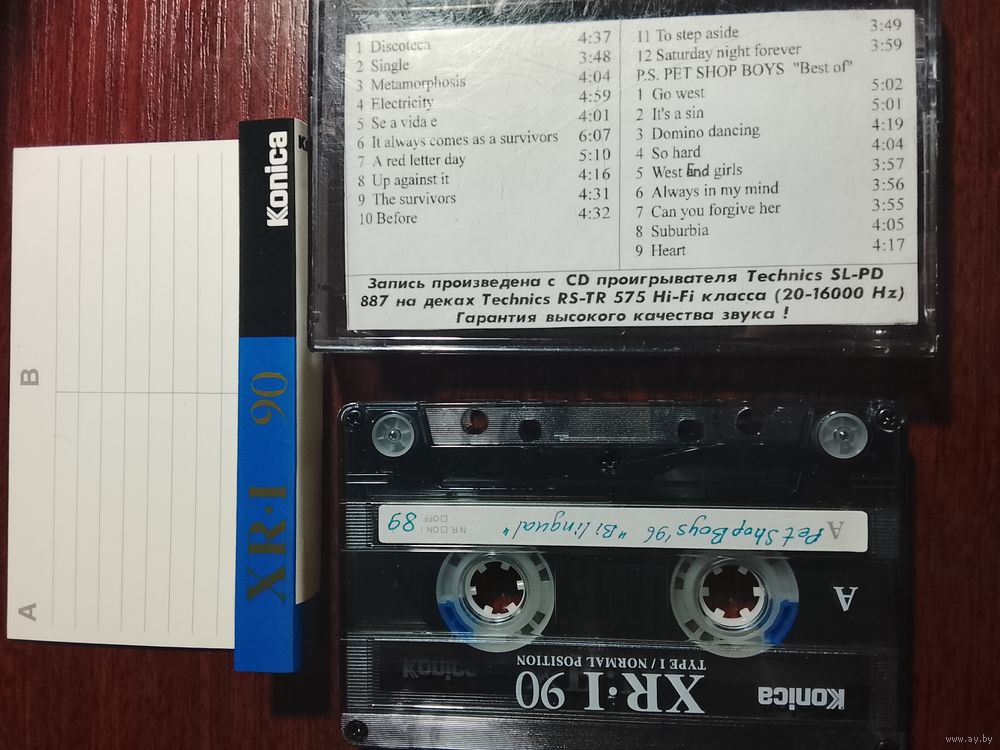 1 Discoteca 4:37
2 Single 3:48
3 Metamorphosis 4:04
4 Electricity 4:59
5 Se a vida e 4:01
6 It always comes as a survivors 6:07
7 A red letter day 5:10
8 Up against it 4:16
9 The survivors 4:31
10 Before 4:32
11 To step aside 3:49
12 Saturday night forever 3:59
P.S. PET SHOP BOYS "Best of"
1 Go west 5:02
2 It's a sin 5:01
3 Domino dancing 4:19
4 So hard 4:04
5 West End girls 3:57
6 Always in my mind 3:56
7 Can you forgive her 3:55
8 Suburbia 4:05
9 Heart 4:17
Запись произведена с CD проигрывателя Technics SL-PD
887 на деках Technics RS-TR 575 Hi-Fi класса (20-16000 Hz)
Гарантия высокого качества звука !
Konica
XR·I 90
A
B
A
Pet Shop Boys '96 "Bilingual" 89
N.R. □ON I
□OFF
A
Konica
XR·I 90
TYPE I / NORMAL POSITION
Konica
www.ay.by